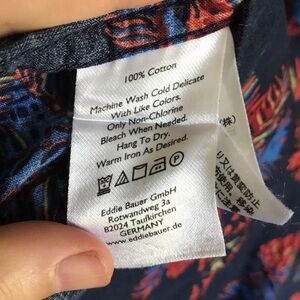 100% Cotton
Machine Wash Cold Delicate
With Like Colors.
Only Non-Chlorine
Bleach When Needed.
Hang To Dry.
Warm Iron As Desired.
Eddie Bauer GmbH
Rotwandweg 3a
82024 Taufkirchen
GERMANY
www.eddiebauer.de
(株)